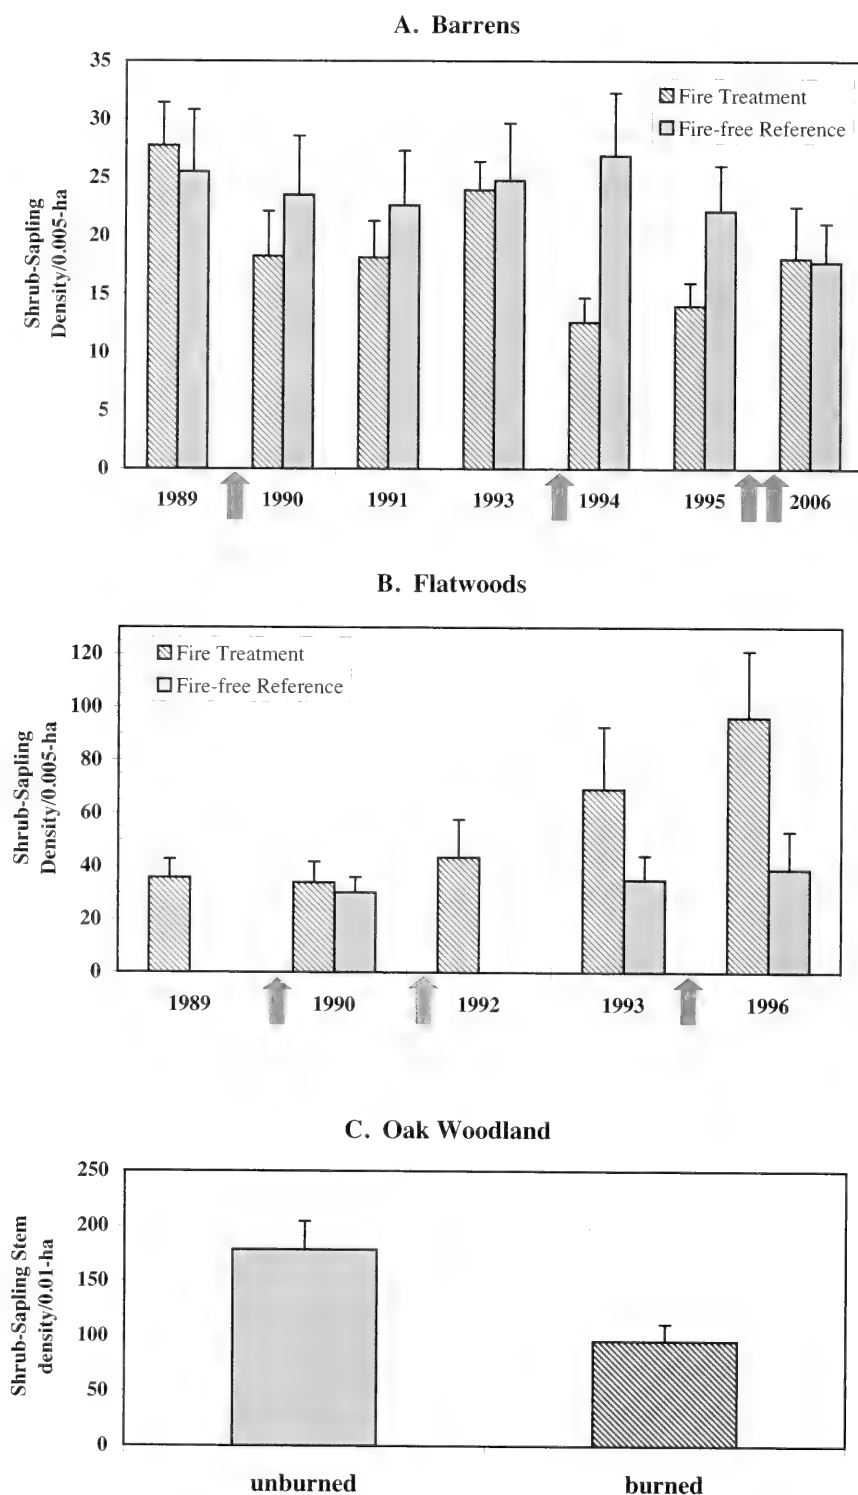 A. Barrens
35
30
25
20
15
10
5
0
Shrub-Sapling
Density/0.005-ha
Fire Treatment
Fire-free Reference
1989 1990 1991 1993 1994 1995 2006
B. Flatwoods
120
100
80
60
40
20
0
Shrub-Sapling
Density/0.005-ha
Fire Treatment
Fire-free Reference
1989 1990 1992 1993 1996
C. Oak Woodland
250
200
150
100
50
0
Shrub-Sapling Stem
density/0.01-ha
unburned burned